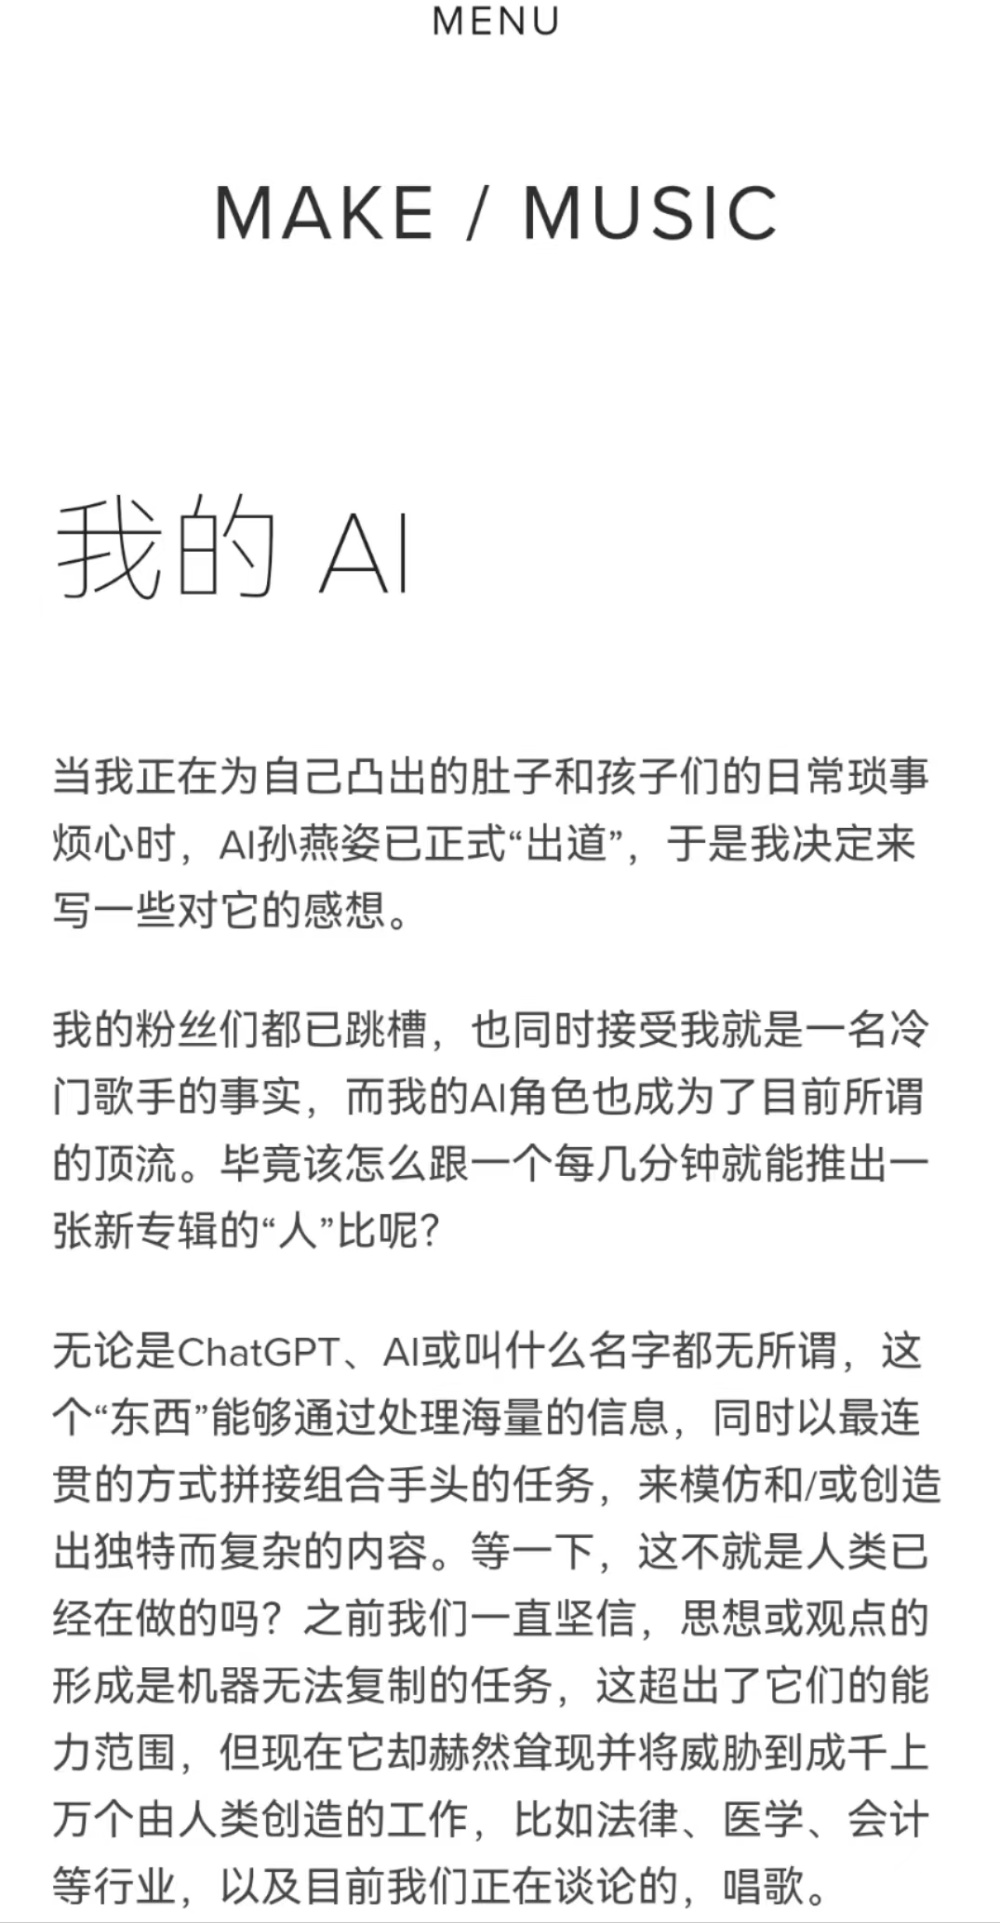 MENU
MAKE / MUSIC
我的 AI
当我正在为自己凸出的肚子和孩子们的日常琐事
烦心时，AI孙燕姿已正式“出道”，于是我决定来
写一些对它的感想。
我的粉丝们都已跳槽，也同时接受我就是一名冷
门歌手的事实，而我的AI角色也成为了目前所谓
的顶流。毕竟该怎么跟一个每几分钟就能推出一
张新专辑的“人”比呢？
无论是ChatGPT、AI或叫什么名字都无所谓，这
个“东西”能够通过处理海量的信息，同时以最连
贯的方式拼接组合手头的任务，来模仿和/或创造
出独特而复杂的内容。等一下，这不就是人类已
经在做的吗？之前我们一直坚信，思想或观点的
形成是机器无法复制的任务，这超出了它们的能
力范围，但现在它却赫然耸现并将威胁到成千上
万个由人类创造的工作，比如法律、医学、会计
等行业，以及目前我们正在谈论的，唱歌。